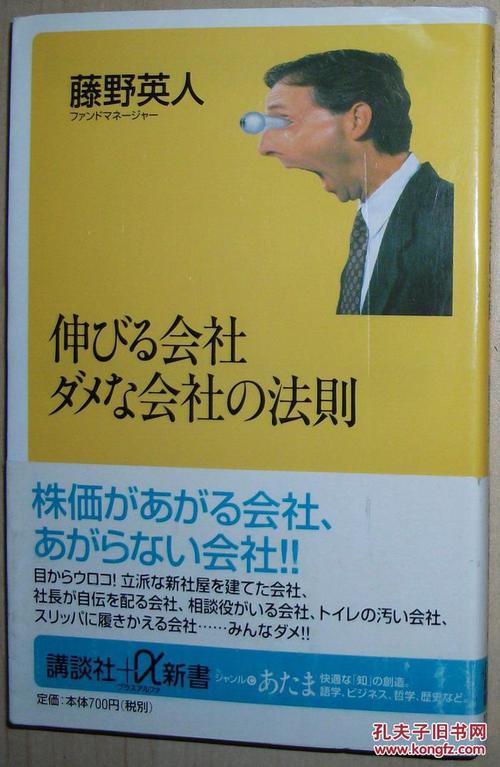 藤野英人
ファンドマネージャー
伸びる会社
ダメな会社の法則
株価があがる会社、
あがらない会社!!
目からウロコ!立派な新社屋を建てた会社、
社長が自伝を配る会社、相談役がいる会社、トイレの汚い会社、
スリッパに履きかえる会社……みんなダメ!!
講談社+α新書
プラスアルファ
ジャンルC あたま 快適な「知」の創造。
語学、ビジネス、哲学、歴史など。
定価:本体700円(税別)
孔夫子旧书网
www.kongfz.com